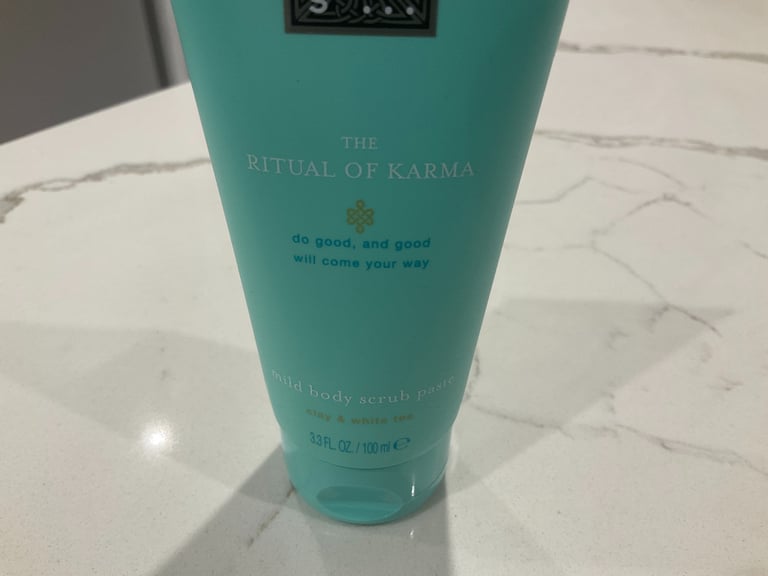 s...
THE
RITUAL OF KARMA
do good, and good
will come your way
mild body scrub paste
clay & white tea
3.3 FL. OZ. / 100 ml ℮